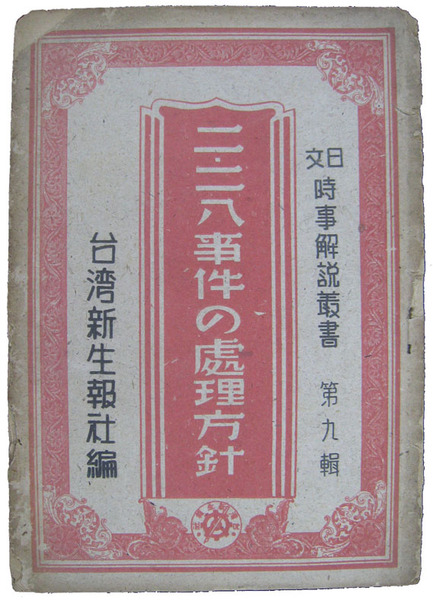 日文 時事解説叢書 第九輯
二・二八事件の處理方針
台湾新生報社編